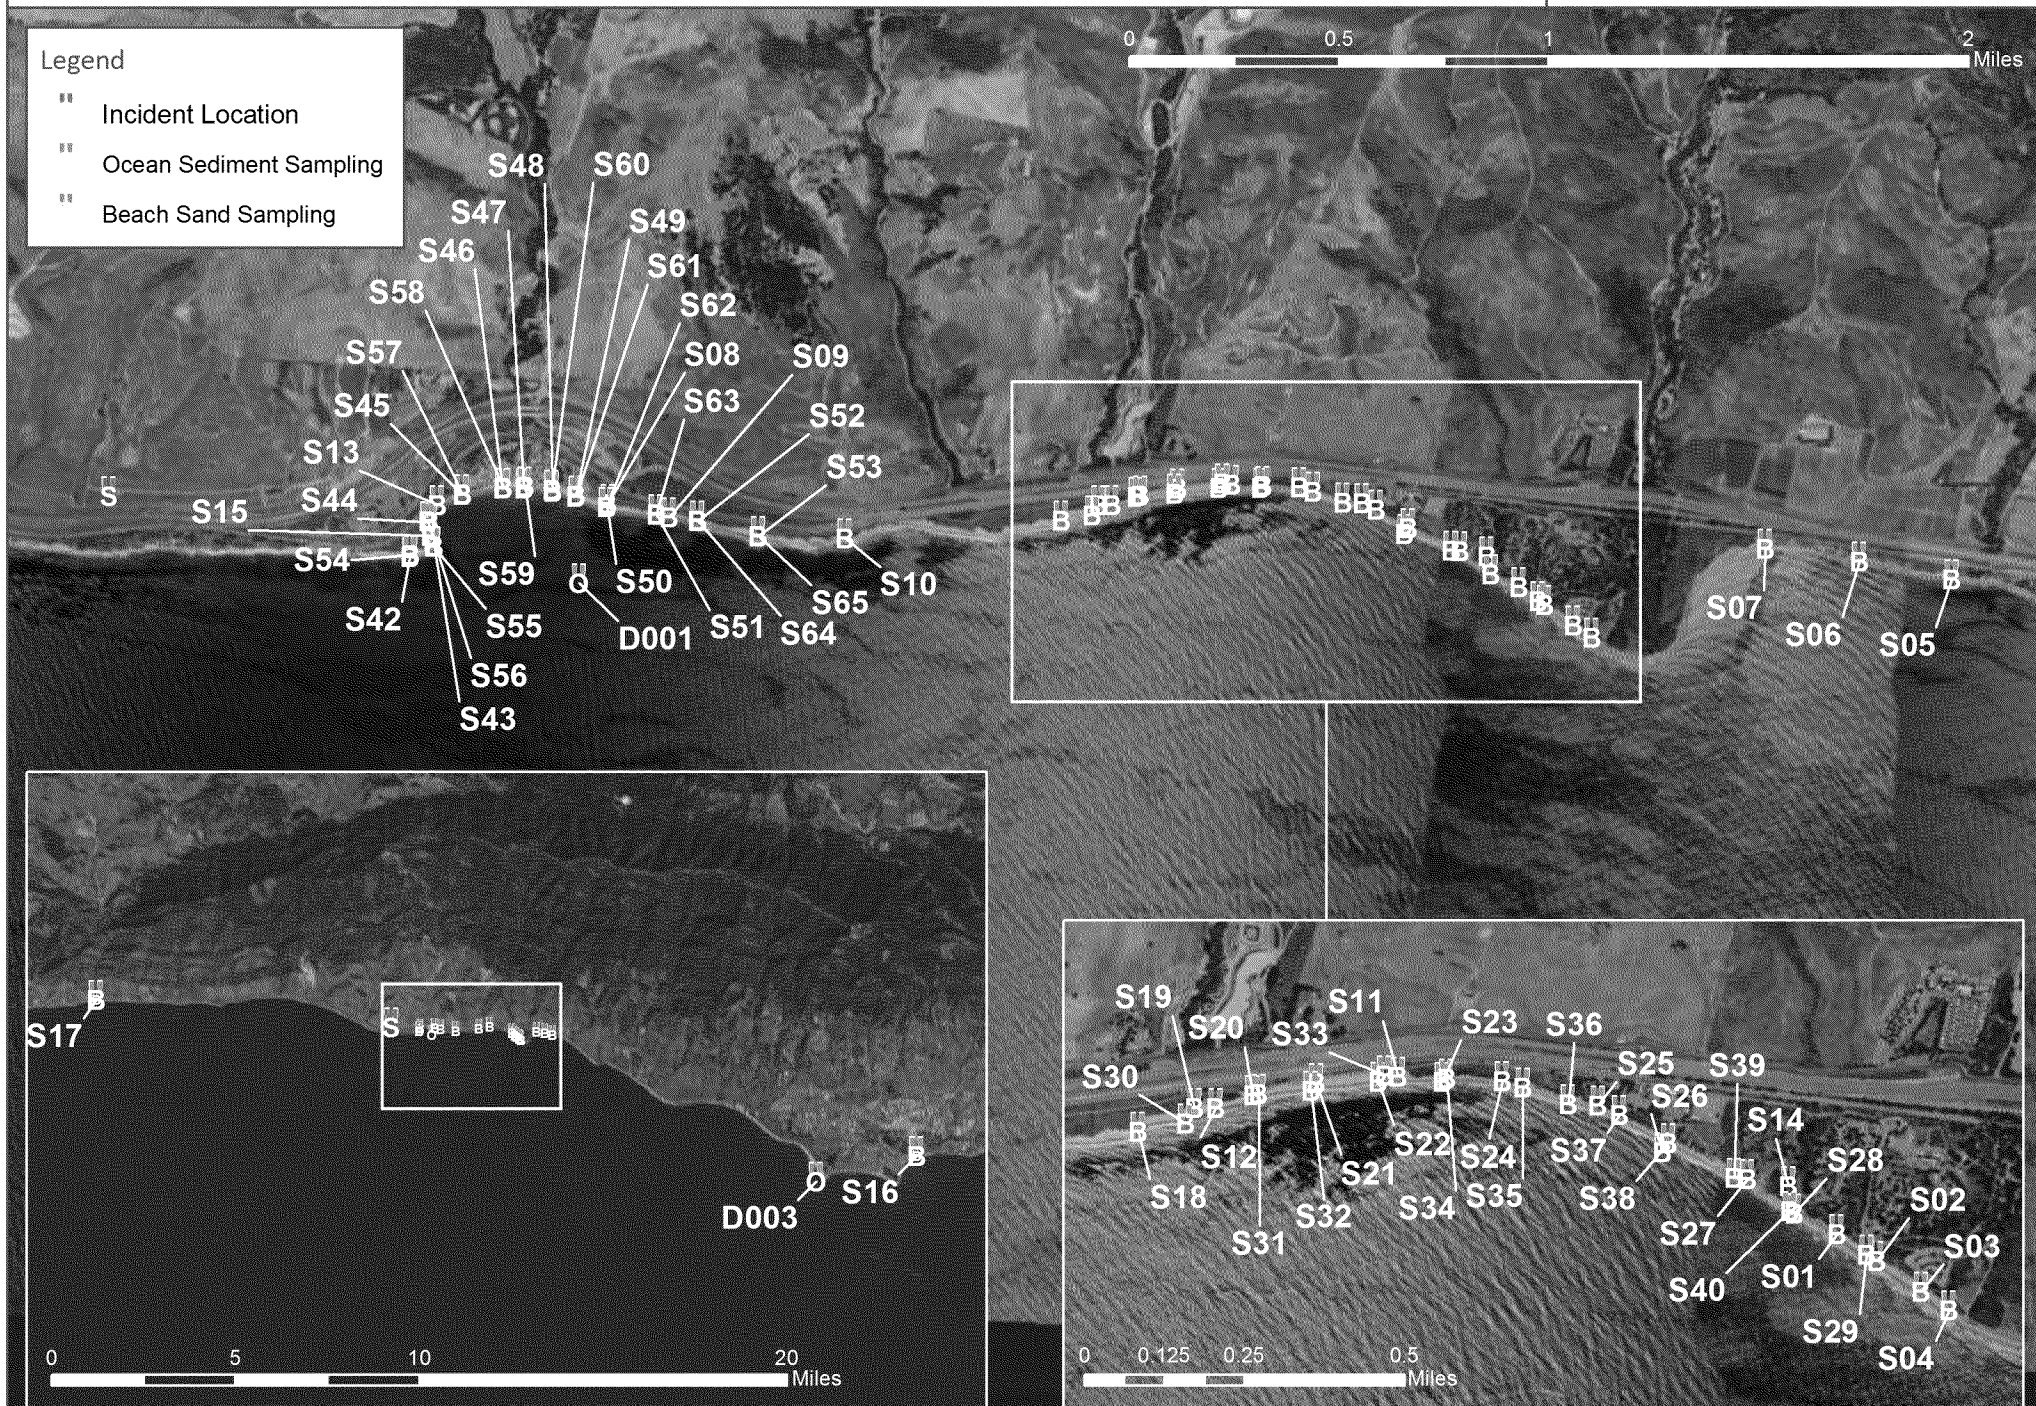 Legend
Incident Location
Ocean Sediment Sampling
Beach Sand Sampling
0 0.5 1 2
Miles
S48 S60
S47 S49
S46 S61
S58 S62
S57 S08 S09
S45 S63 S52
S13 S53
S44
S15
S
S54 S59 S50 S10
S42 S55 D001 S51 S64 S65
S56
S43
B B B B B B B B B B B B B B B B
O
S07
S06
S05
B B B
S17
B
S
O
D003
S16
B
O
0 5 10 20
Miles
S19 S11 S23 S36
S20 S33 S25 S39
S30 S26 S14
S12 S22 S24 S37 S28
S18 S21 S35 S38 S02
S32 S34 S27 S03
S31 S40 S01
S29
S04
0 0.125 0.25 0.5
Miles